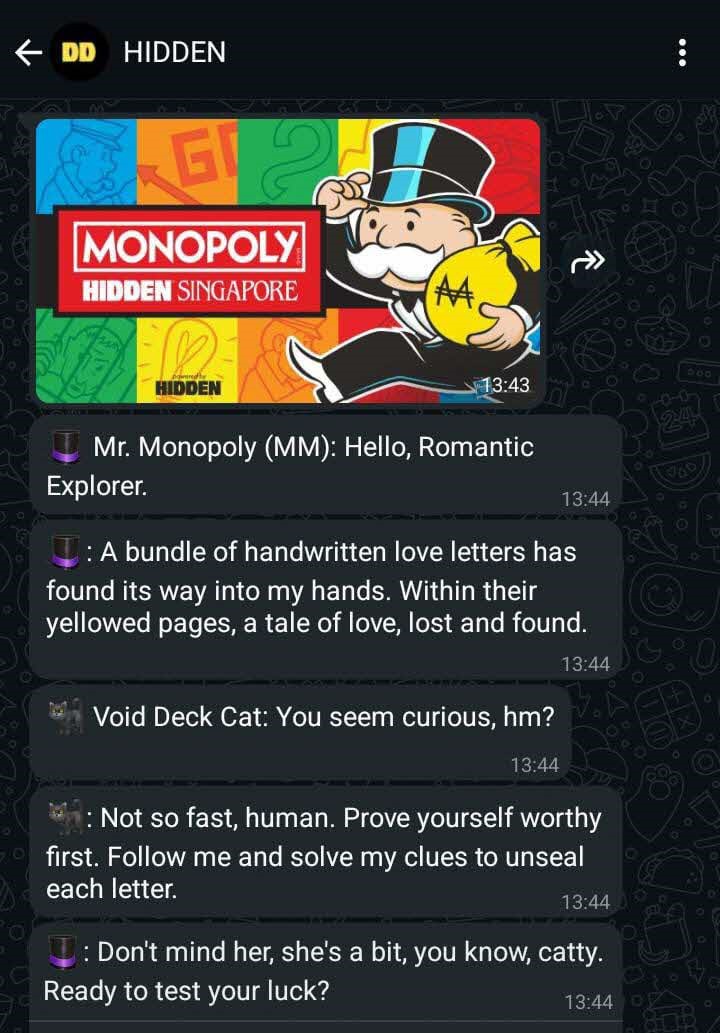 DD HIDDEN
GO
MONOPOLY
HIDDEN SINGAPORE
powered by
HIDDEN
13:43
Mr. Monopoly (MM): Hello, Romantic
Explorer.
13:44
: A bundle of handwritten love letters has
found its way into my hands. Within their
yellowed pages, a tale of love, lost and found.
13:44
Void Deck Cat: You seem curious, hm?
13:44
: Not so fast, human. Prove yourself worthy
first. Follow me and solve my clues to unseal
each letter.
13:44
: Don't mind her, she's a bit, you know, catty.
Ready to test your luck?
13:44